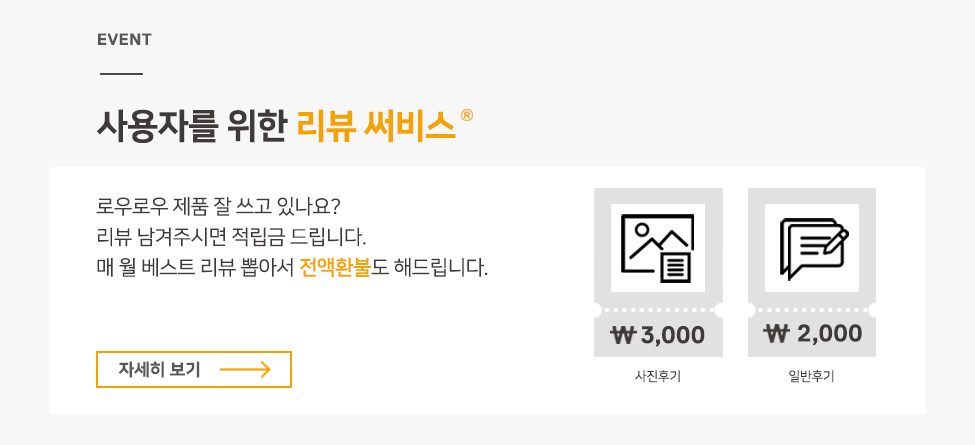 EVENT
사용자를 위한 리뷰 써비스®
로우로우 제품 잘 쓰고 있나요?
리뷰 남겨주시면 적립금 드립니다.
매 월 베스트 리뷰 뽑아서 전액환불도 해드립니다.
자세히 보기
₩ 3,000
₩ 2,000
사진후기
일반후기